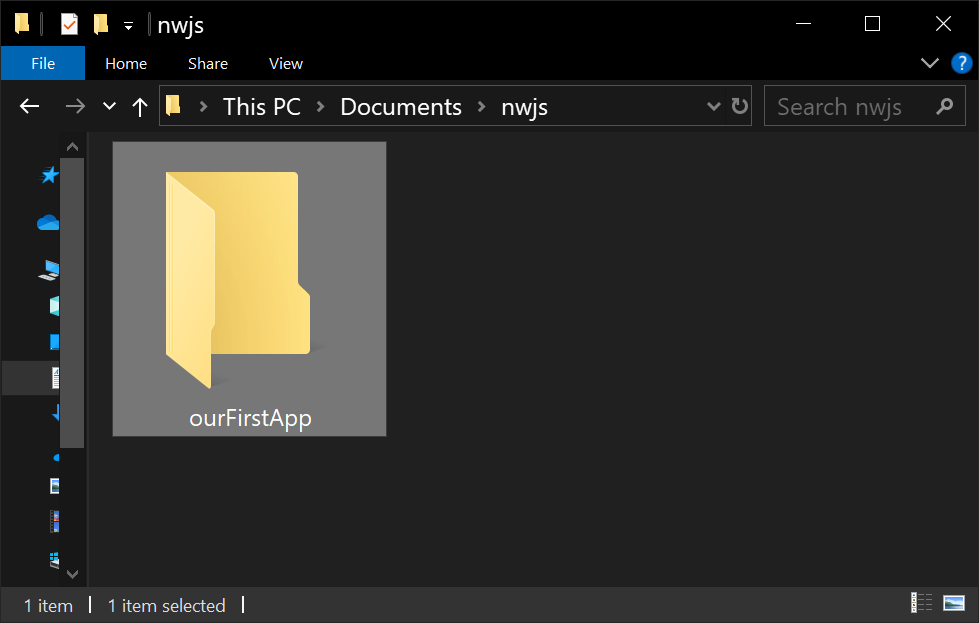 nwjs
File Home Share View
?
This PC Documents nwjs
Search nwjs
ourFirstApp
1 item 1 item selected